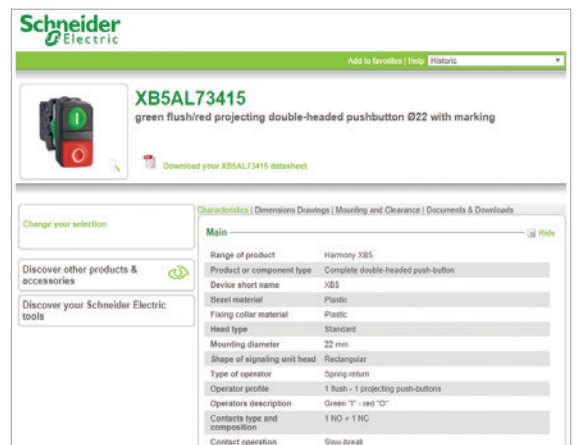 Schneider
Electric
Add to favorites | Help Historic
XB5AL73415
green flush/red projecting double-headed pushbutton Ø22 with marking
Download your XB5AL73415 datasheet
Change your selection
Discover other products &
accessories
Discover your Schneider Electric
tools
Characteristics | Dimensions Drawings | Mounting and Clearance | Documents & Downloads
Main
Hide
Range of product Harmony XB5
Product or component type Complete double-headed push-button
Device short name XB5
Bezel material Plastic
Fixing collar material Plastic
Head type Standard
Mounting diameter 22 mm
Shape of signaling unit head Rectangular
Type of operator Spring return
Operator profile 1 flush - 1 projecting push-buttons
Operators description Green "I" - red "O"
Contacts type and
composition 1 NO + 1 NC
Contact operation Slow-break